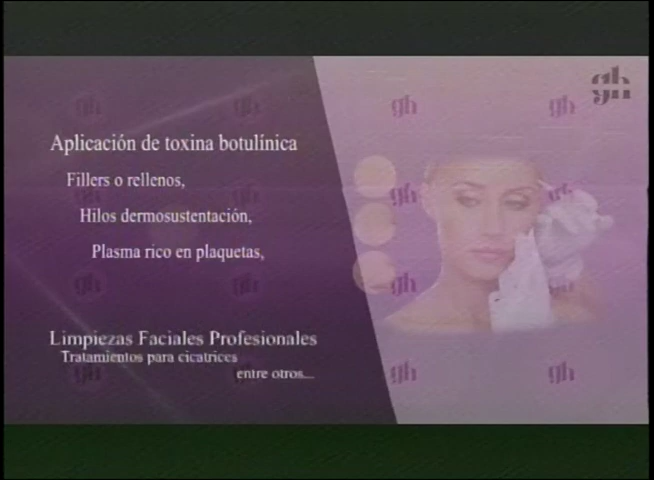 gh
Aplicación de toxina botulínica
Fillers o rellenos,
Hilos dermosustentación,
Plasma rico en plaquetas,
Limpiezas Faciales Profesionales
Tratamientos para cicatrices
entre otros...